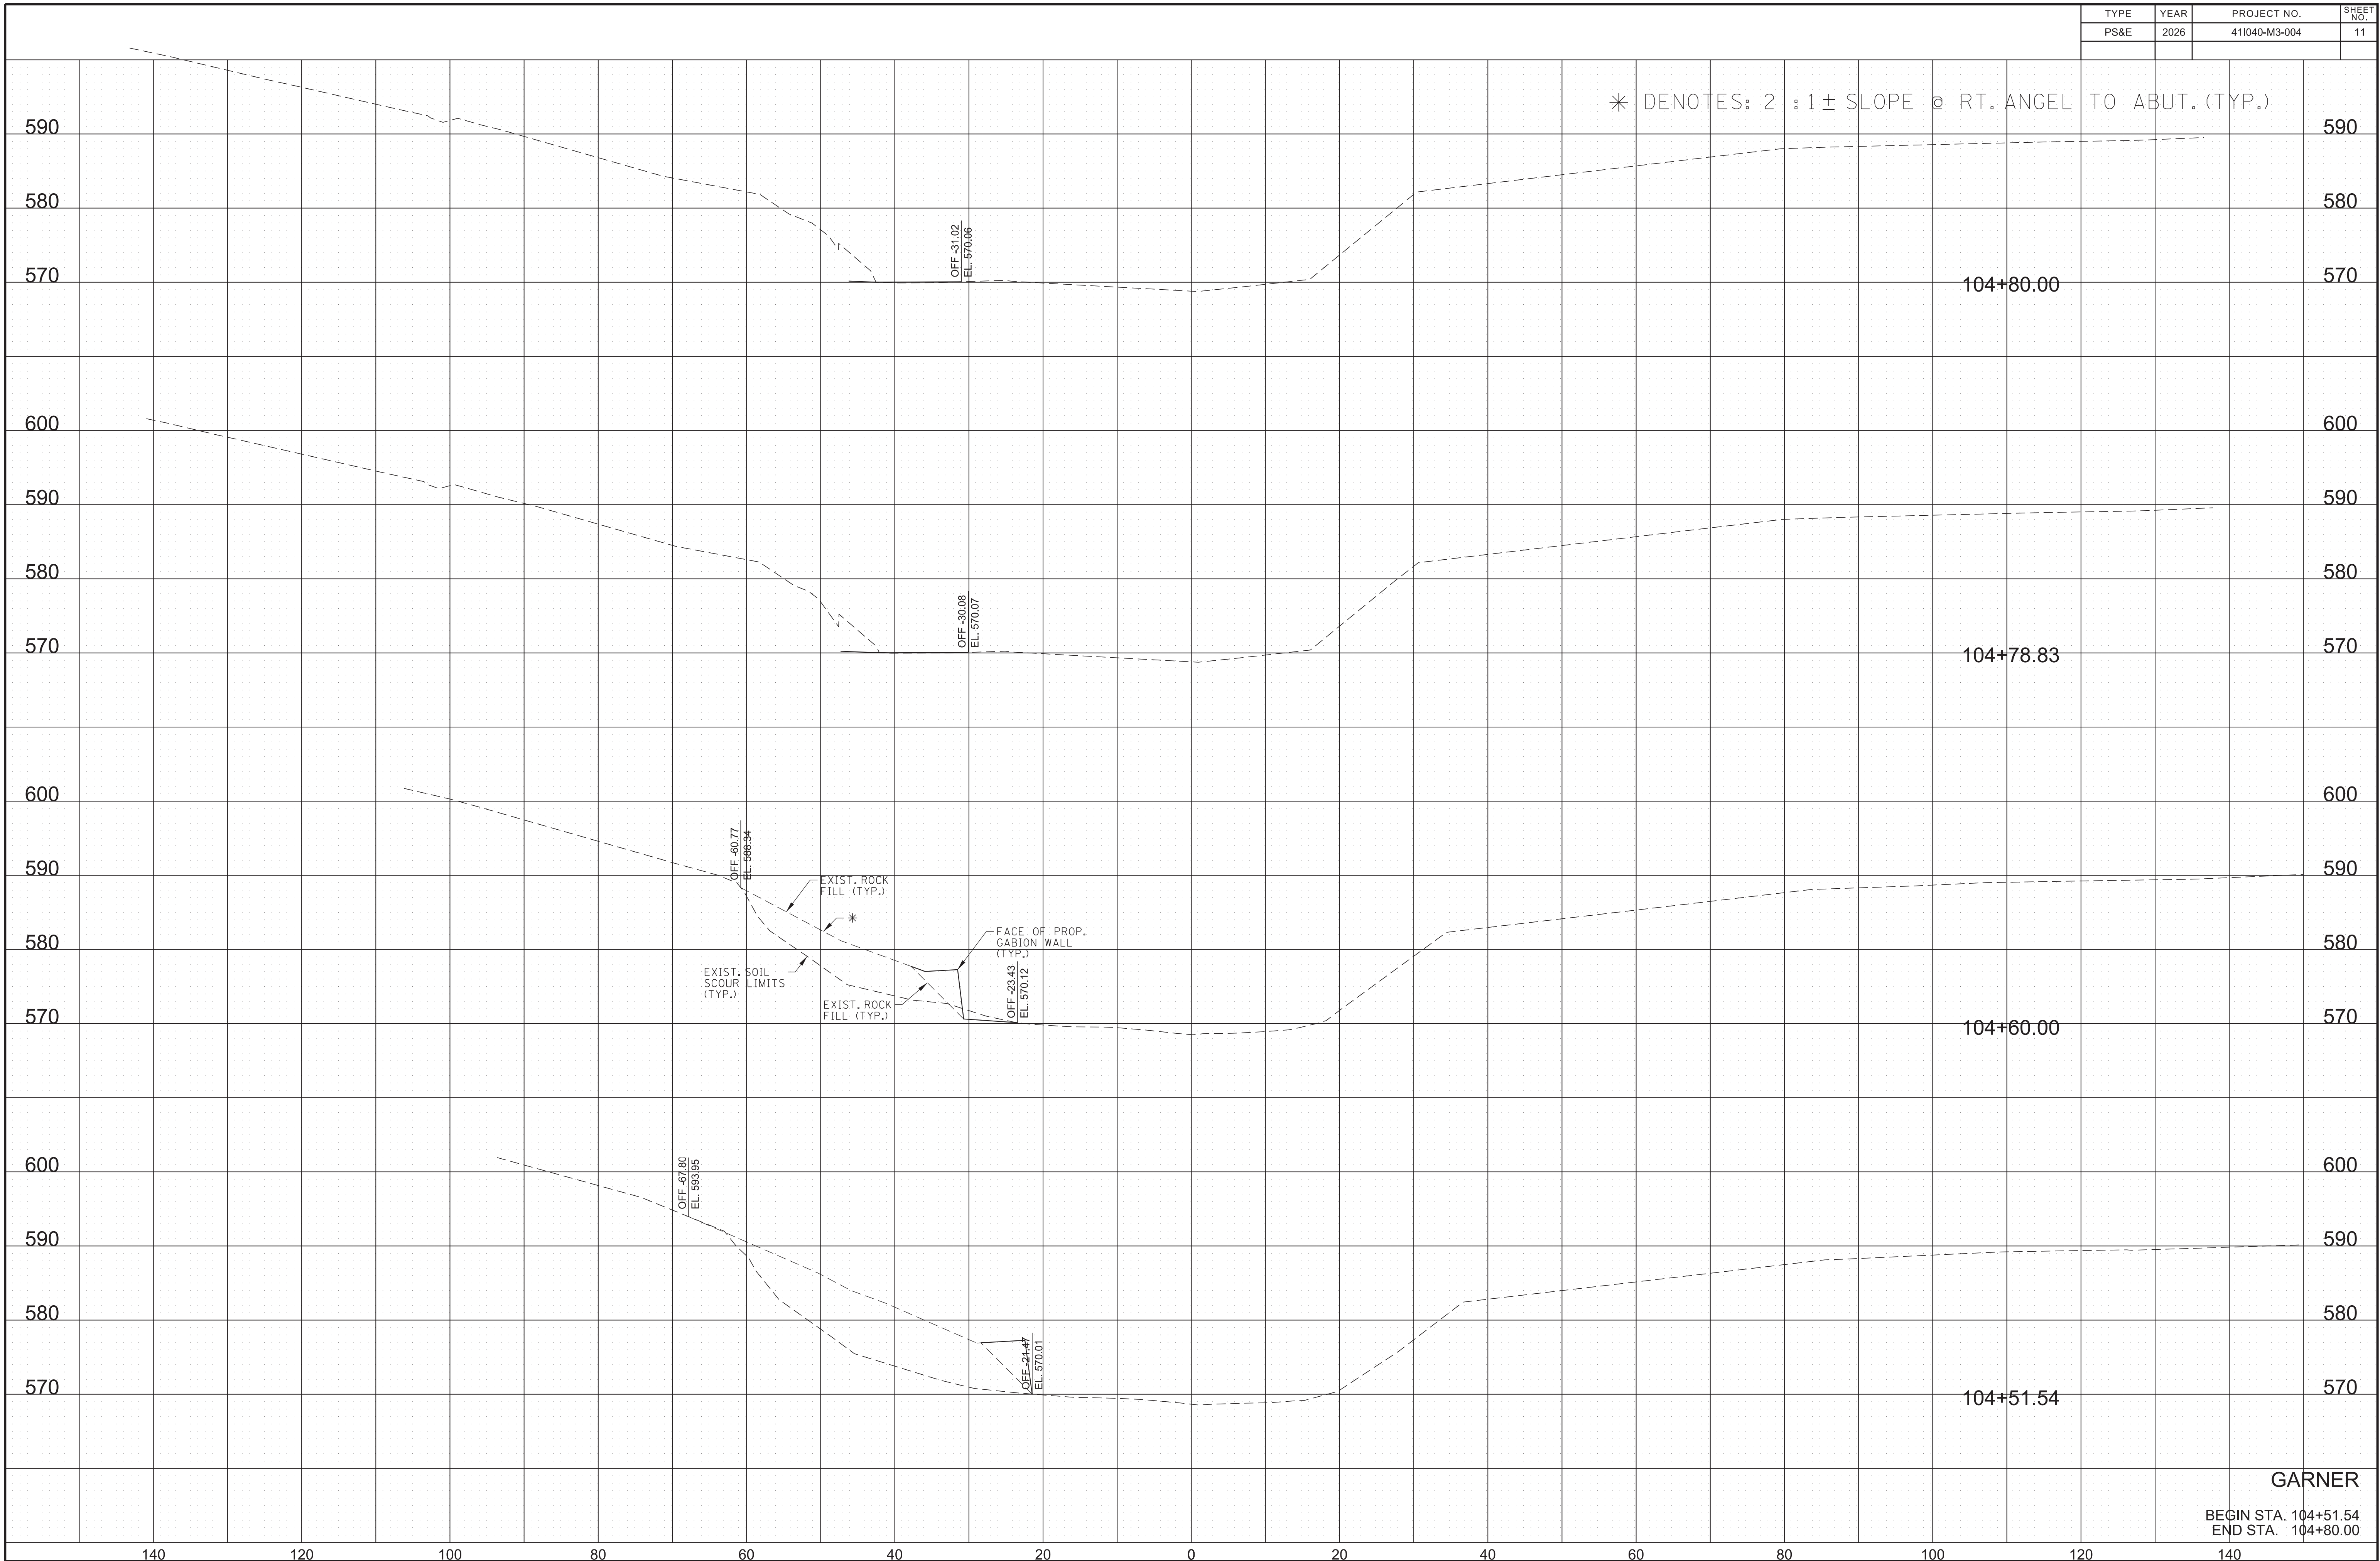 TYPE YEAR PROJECT NO. SHEET NO.
PS&E 2026 41I040-M3-004 11
✳ DENOTES: 2 :1± SLOPE @ RT. ANGEL TO ABUT. (TYP.)
590 590
580 580
OFF -31.02
EL. 570.06
570 570
104+80.00
600 600
590 590
580 580
OFF -30.08
EL. 570.07
570 570
104+78.83
600 600
OFF -60.77
EL. 588.34
590 590
EXIST. ROCK
FILL (TYP.)
✳
FACE OF PROP.
GABION WALL
(TYP.)
580 580
EXIST. SOIL
SCOUR LIMITS
(TYP.)
EXIST. ROCK
FILL (TYP.)
OFF -23.43
EL. 570.12
570 570
104+60.00
600 600
OFF -67.80
EL. 593.95
590 590
580 580
OFF -21.47
EL. 570.01
570 570
104+51.54
GARNER
BEGIN STA. 104+51.54
END STA. 104+80.00
140 120 100 80 60 40 20 0 20 40 60 80 100 120 140